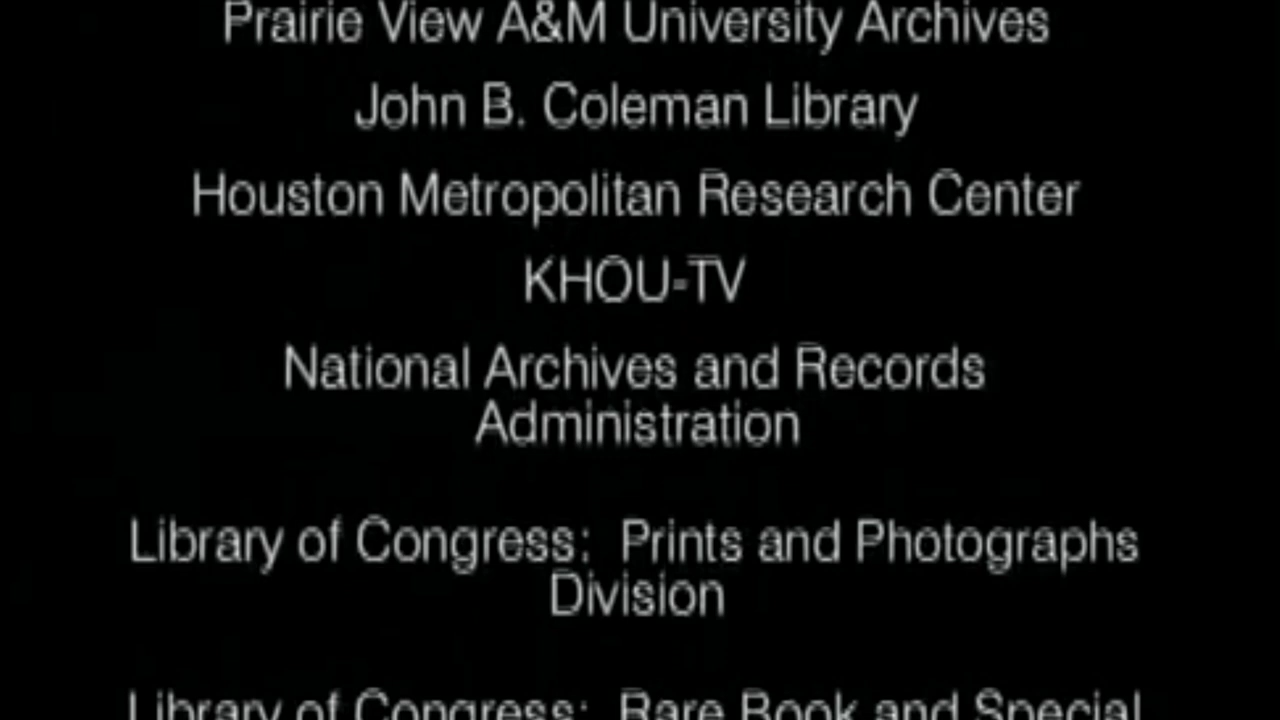 Prairie View A&M University Archives
John B. Coleman Library
Houston Metropolitan Research Center
KHOU-TV
National Archives and Records
Administration
Library of Congress:  Prints and Photographs
Division
Library of Congress:  Rare Book and Special